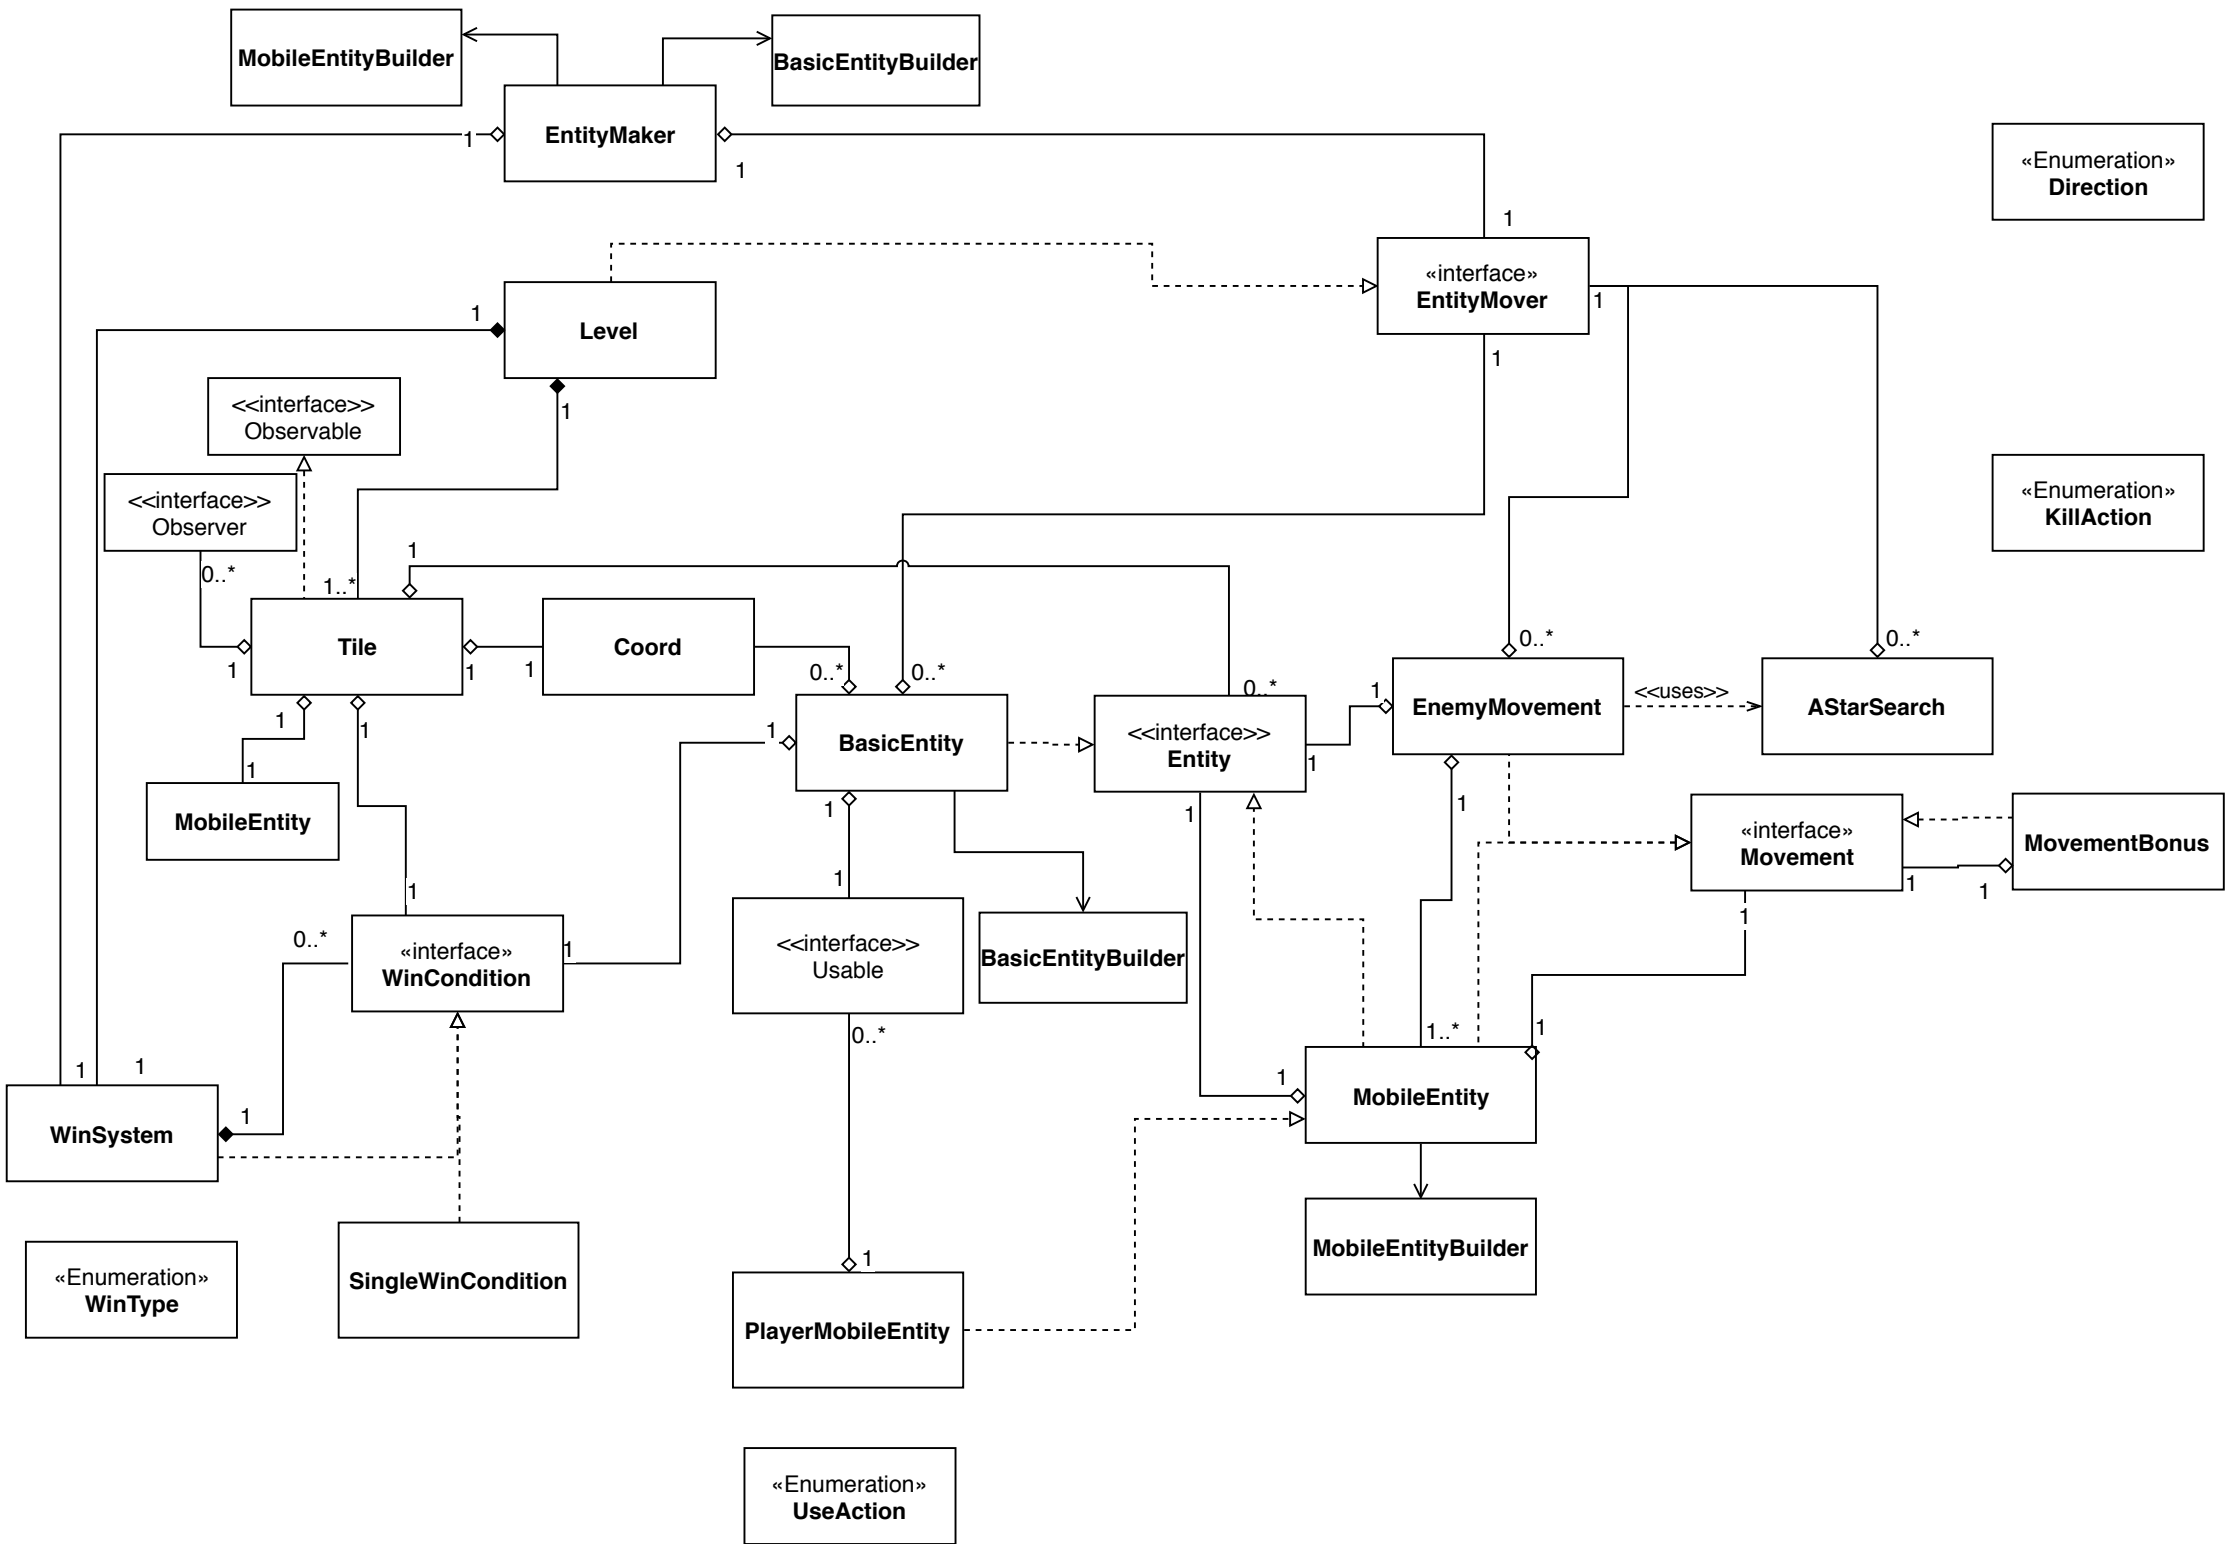 MobileEntityBuilder
BasicEntityBuilder
1
EntityMaker
1
«Enumeration»
Direction
1
«interface»
EntityMover
1
1
1
Level
1
<<interface>>
Observable
<<interface>>
Observer
0..*
1..*
1
«Enumeration»
KillAction
Tile
1
1
1
Coord
0..*
0..*
0..*
0..*
0..*
1
1
1
1
BasicEntity
<<interface>>
Entity
1
1
EnemyMovement
<<uses>>
AStarSearch
MobileEntity
1
1
1
1
1
«interface»
Movement
1
1
MovementBonus
1
<<interface>>
Usable
0..*
BasicEntityBuilder
0..*
«interface»
WinCondition
1
1
1
1
WinSystem
1..*
1
1
MobileEntity
MobileEntityBuilder
«Enumeration»
WinType
SingleWinCondition
1
PlayerMobileEntity
«Enumeration»
UseAction